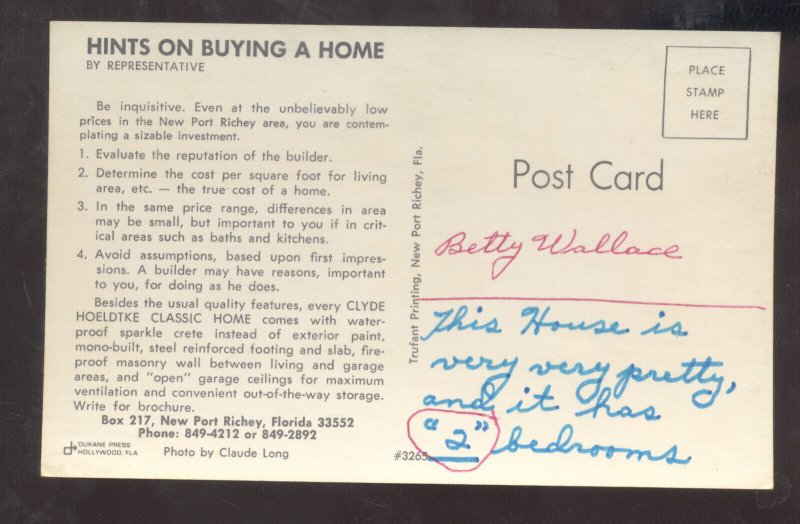 HINTS ON BUYING A HOME
BY REPRESENTATIVE
Be inquisitive. Even at the unbelievably low
prices in the New Port Richey area, you are contem-
plating a sizable investment.
1. Evaluate the reputation of the builder.
2. Determine the cost per square foot for living
area, etc. — the true cost of a home.
3. In the same price range, differences in area
may be small, but important to you if in crit-
ical areas such as baths and kitchens.
4. Avoid assumptions, based upon first impres-
sions. A builder may have reasons, important
to you, for doing as he does.
Besides the usual quality features, every CLYDE
HOELDTKE CLASSIC HOME comes with water-
proof sparkle crete instead of exterior paint,
mono-built, steel reinforced footing and slab, fire-
proof masonry wall between living and garage
areas, and "open" garage ceilings for maximum
ventilation and convenient out-of-the-way storage.
Write for brochure.
Box 217, New Port Richey, Florida 33552
Phone: 849-4212 or 849-2892
DUKANE PRESS
HOLLYWOOD, FLA
Photo by Claude Long
#3265
Trufant Printing, New Port Richey, Fla.
PLACE
STAMP
HERE
Post Card
Betty Wallace
This House is
very very pretty,
and it has
"2" bedrooms